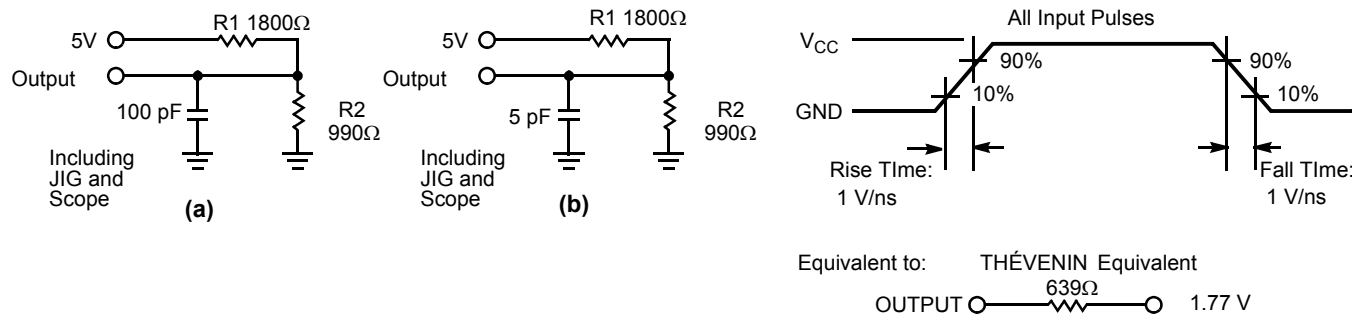 R1 1800Ω
5V
Output
100 pF
R2
990Ω
Including
JIG and
Scope
(a)
R1 1800Ω
5V
Output
5 pF
R2
990Ω
Including
JIG and
Scope
(b)
All Input Pulses
VCC
90%
10%
GND
90%
10%
Rise TIme:
1 V/ns
Fall TIme:
1 V/ns
Equivalent to: THÉVENIN Equivalent
639Ω
OUTPUT 1.77 V